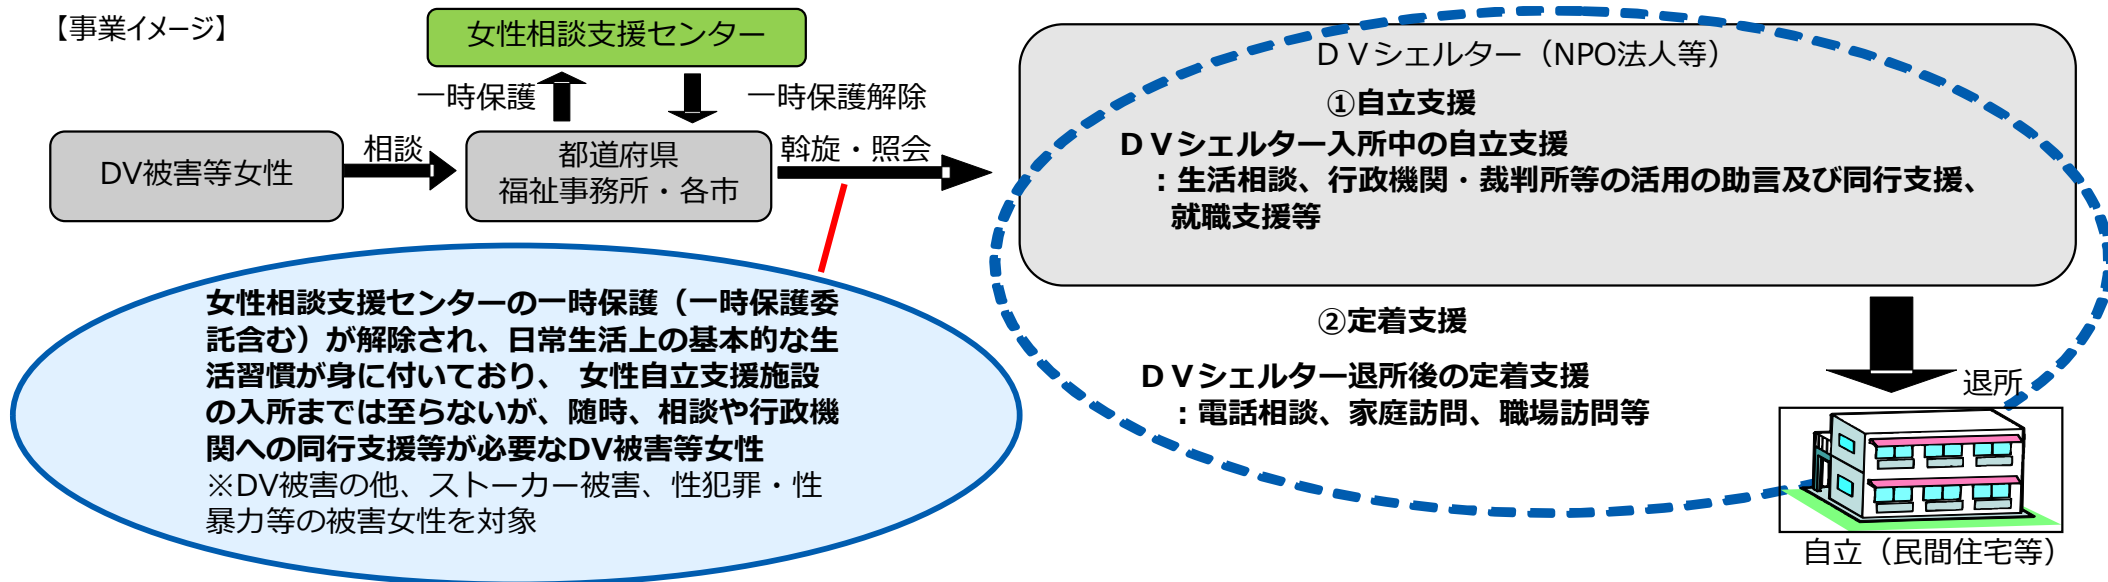 【事業イメージ】
女性相談支援センター
一時保護
一時保護解除
DV被害等女性
相談
都道府県
福祉事務所・各市
斡旋・照会
ＤＶシェルター（NPO法人等）
①自立支援
ＤＶシェルター入所中の自立支援
：生活相談、行政機関・裁判所等の活用の助言及び同行支援、
就職支援等
女性相談支援センターの一時保護（一時保護委
託含む）が解除され、日常生活上の基本的な生
活習慣が身に付いており、 女性自立支援施設
の入所までは至らないが、随時、相談や行政機
関への同行支援等が必要なDV被害等女性
※DV被害の他、ストーカー被害、性犯罪・性
暴力等の被害女性を対象
②定着支援
ＤＶシェルター退所後の定着支援
：電話相談、家庭訪問、職場訪問等
退所
自立（民間住宅等）